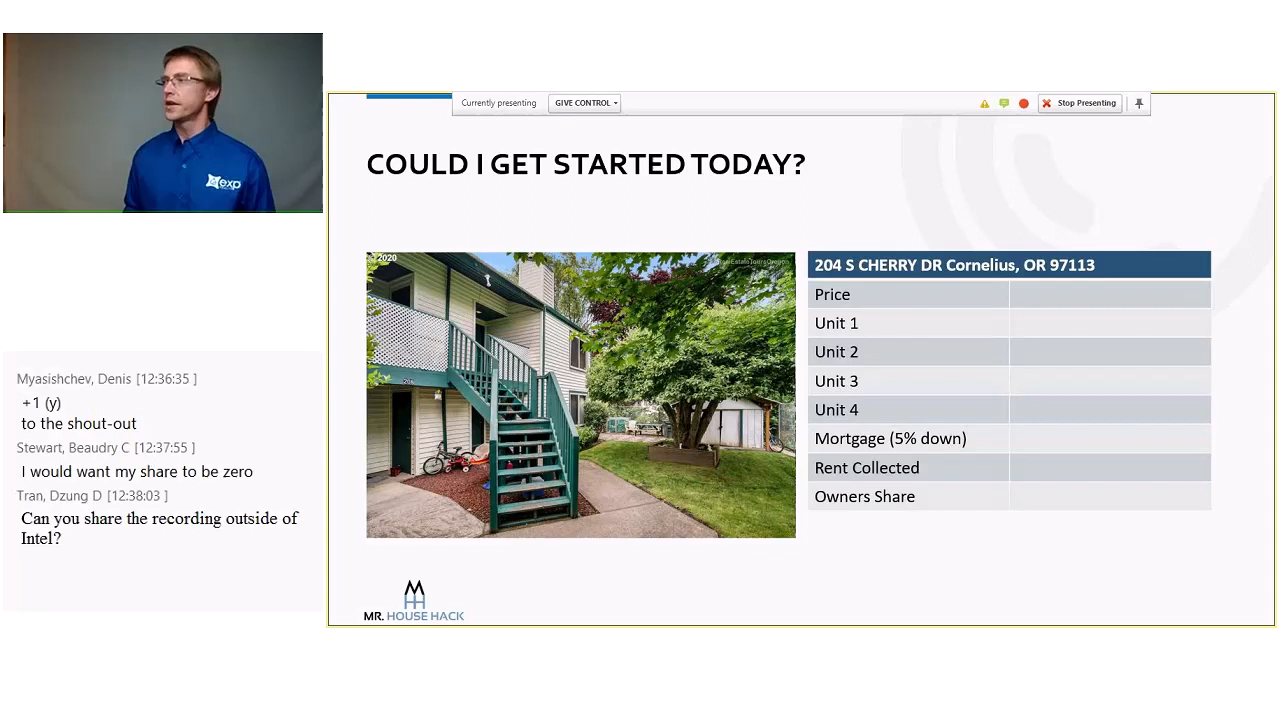 Currently presenting
GIVE CONTROL
Stop Presenting
exp
COULD I GET STARTED TODAY?
© 2020
204 S CHERRY DR Cornelius, OR 97113
Price
Unit 1
Unit 2
Unit 3
Unit 4
Mortgage (5% down)
Rent Collected
Owners Share
Myasishchev, Denis [12:36:35 ]
+1 (y)
to the shout-out
Stewart, Beaudry C [12:37:55 ]
I would want my share to be zero
Tran, Dzung D [12:38:03 ]
Can you share the recording outside of
Intel?
MR. HOUSE HACK